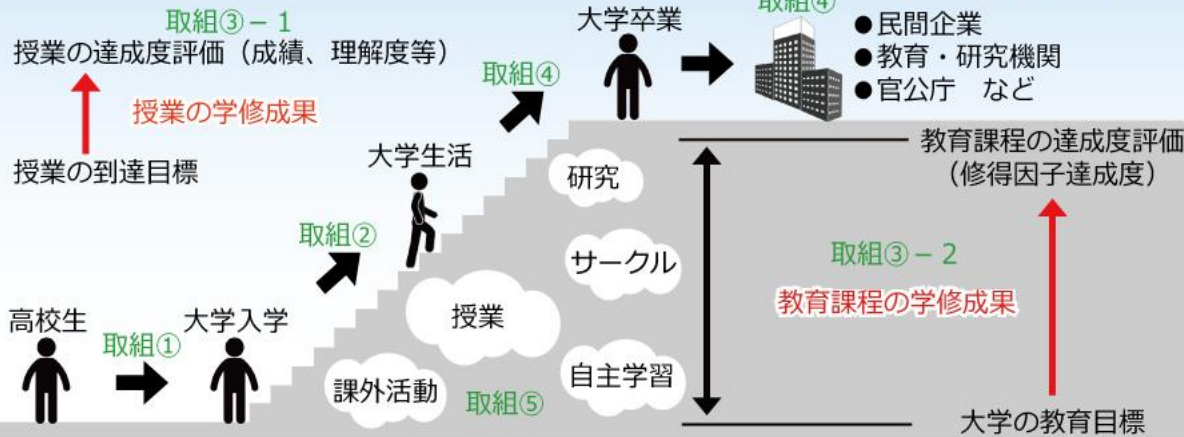 取組③－1
授業の達成度評価（成績、理解度等）
授業の学修成果
授業の到達目標
高校生
取組①
大学入学
取組②
大学生活
取組④
大学卒業
取組④
●民間企業
●教育・研究機関
●官公庁　など
研究
サークル
授業
自主学習
課外活動
取組⑤
教育課程の達成度評価
（修得因子達成度）
取組③－2
教育課程の学修成果
大学の教育目標